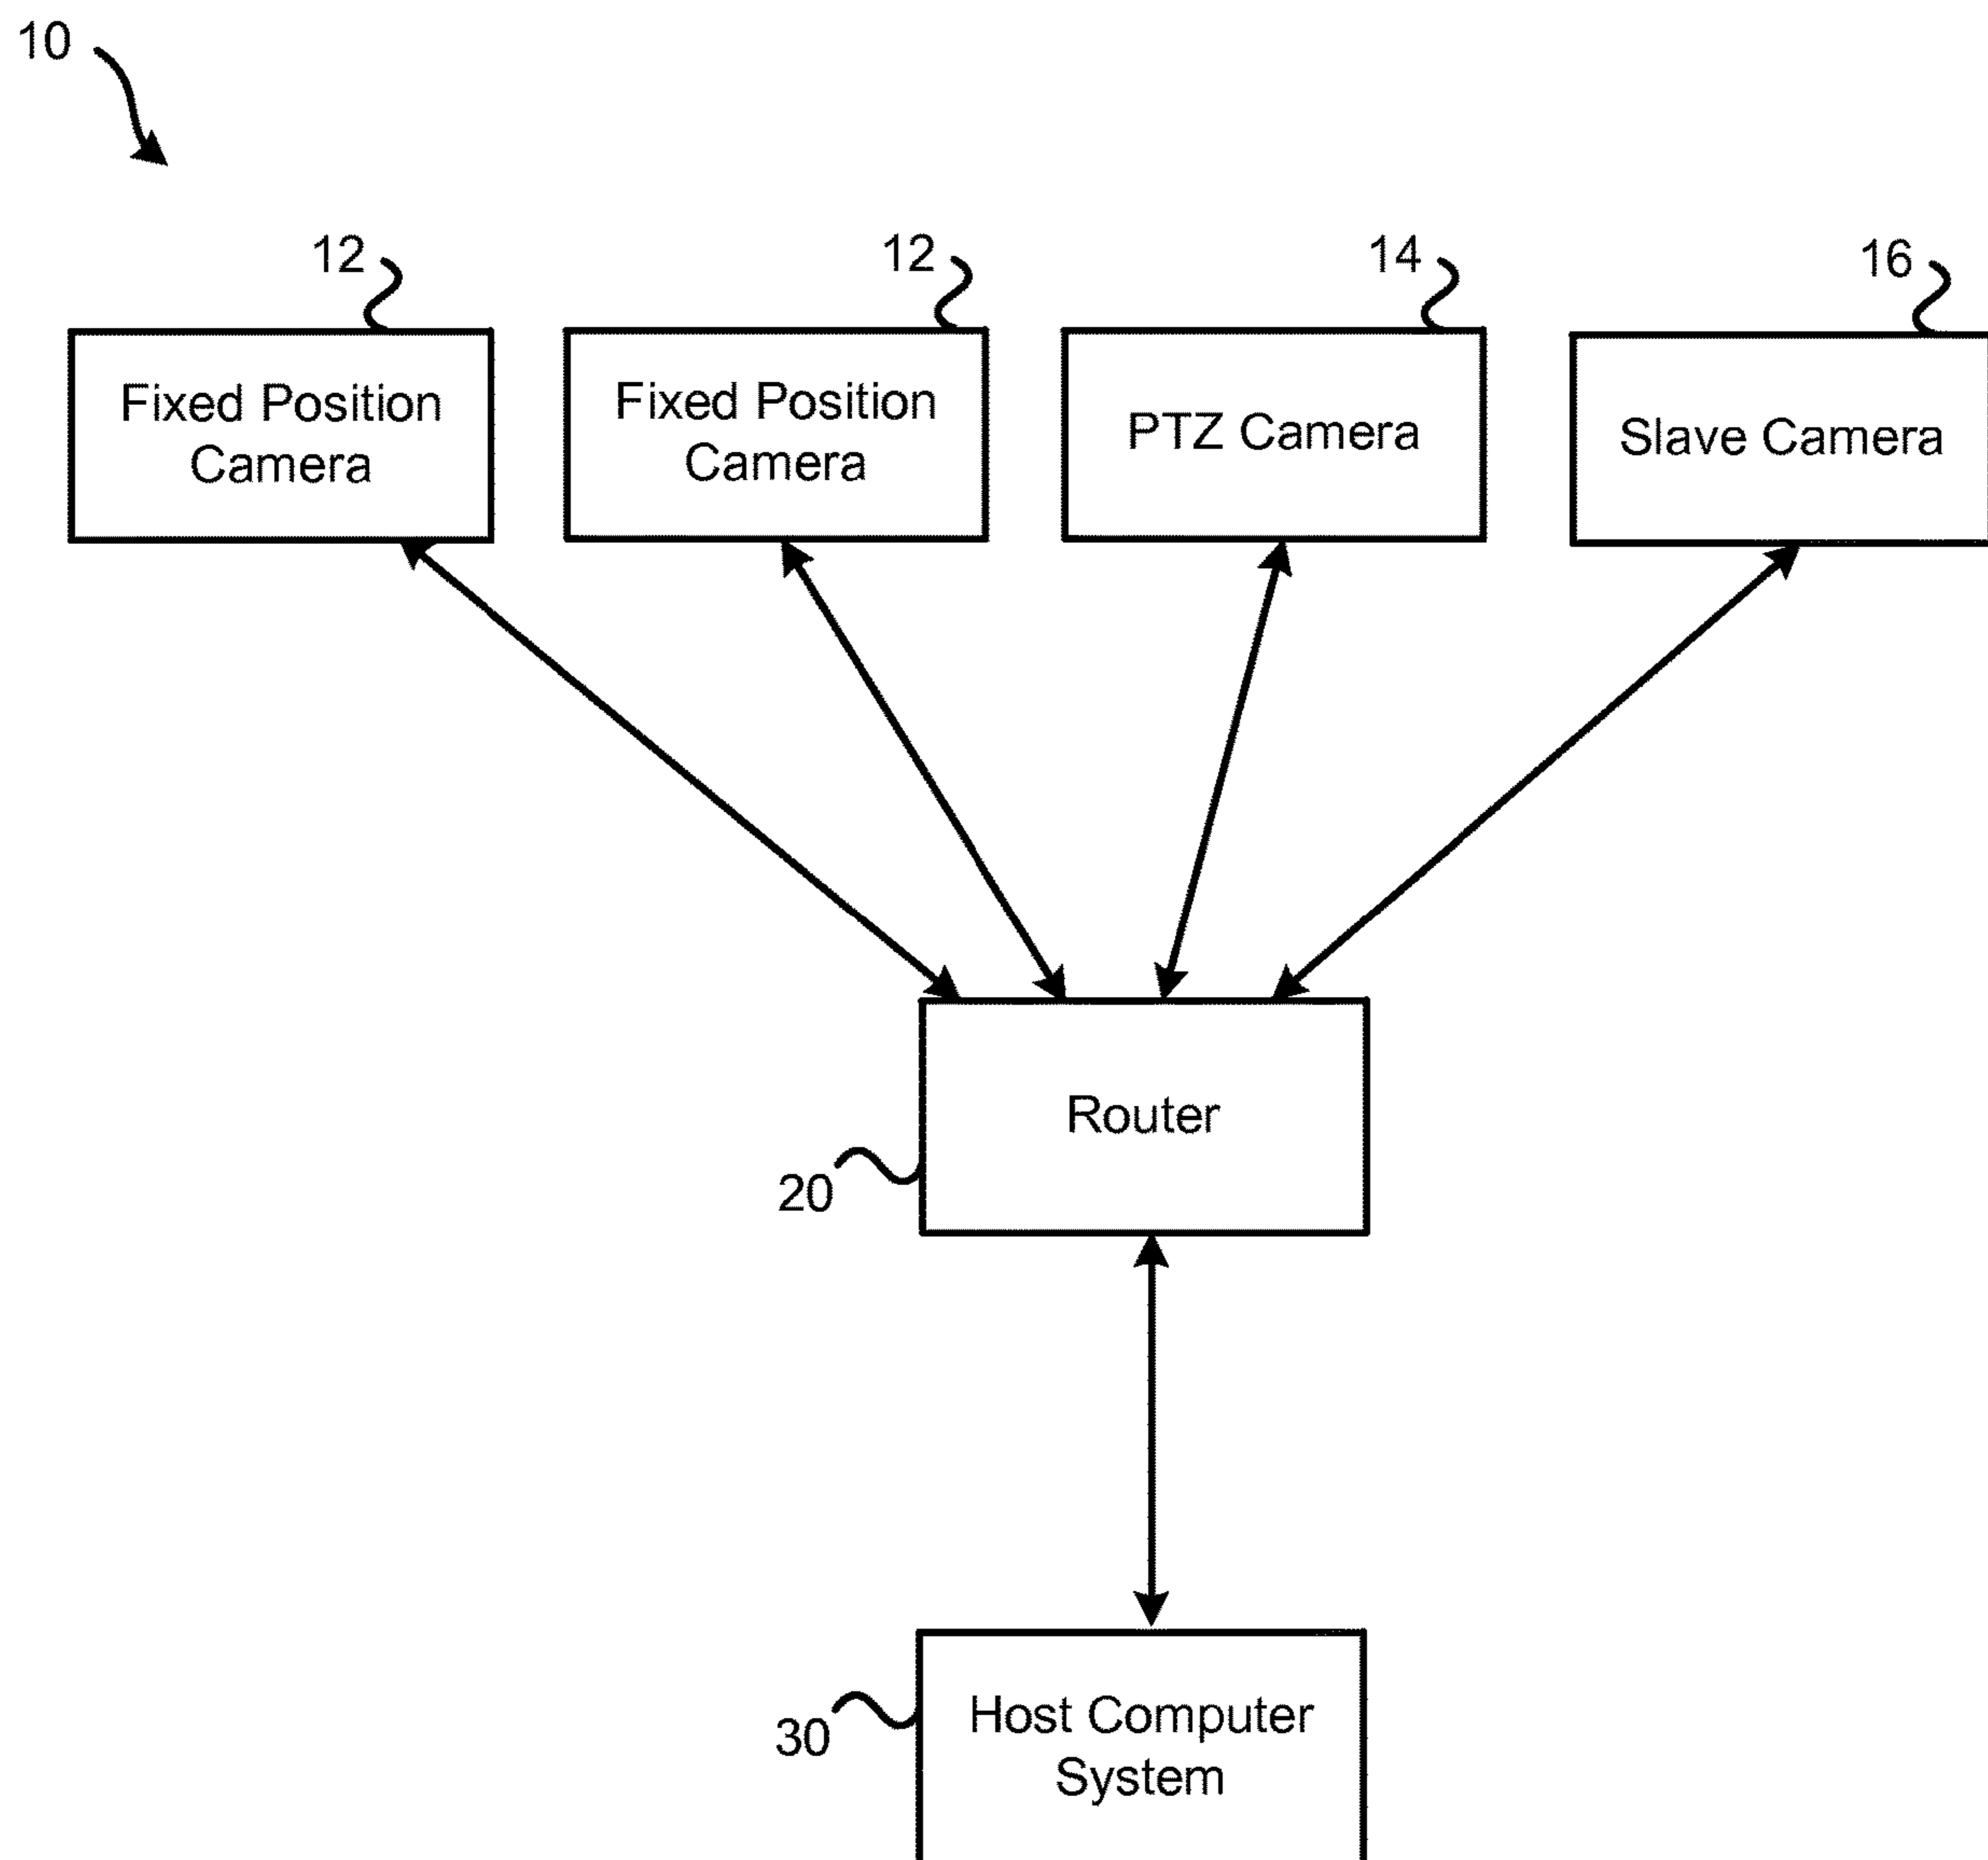 10
12
12
14
16
Fixed Position
Camera
Fixed Position
Camera
PTZ Camera
Slave Camera
Router
20
Host Computer
System
30